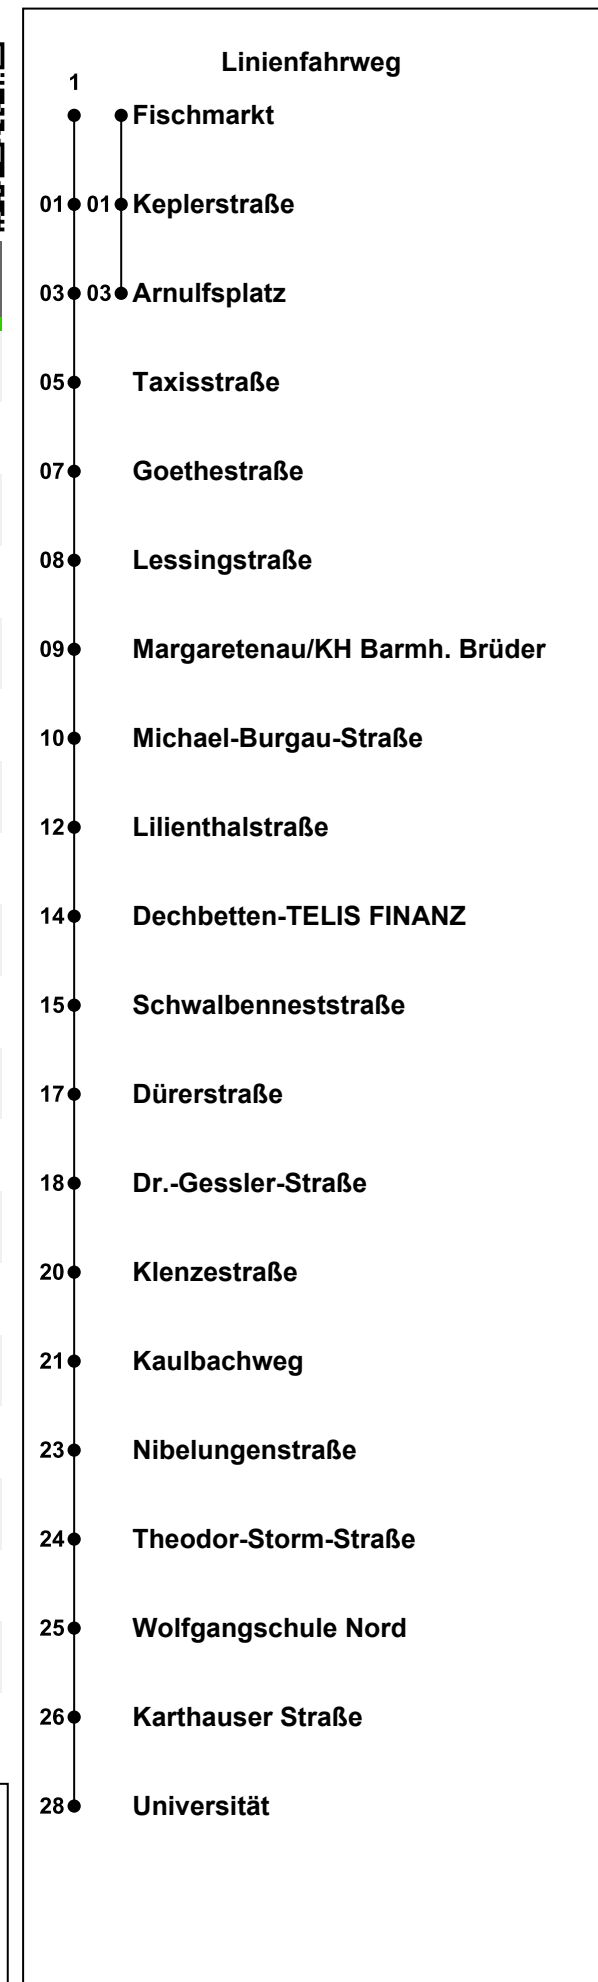 Linienfahrweg
1
Fischmarkt
01 01 Keplerstraße
03 03 Arnulfsplatz
05 Taxisstraße
07 Goethestraße
08 Lessingstraße
09 Margaretenau/KH Barmh. Brüder
10 Michael-Burgau-Straße
12 Lilienthalstraße
14 Dechbetten-TELIS FINANZ
15 Schwalbenneststraße
17 Dürerstraße
18 Dr.-Gessler-Straße
20 Klenzestraße
21 Kaulbachweg
23 Nibelungenstraße
24 Theodor-Storm-Straße
25 Wolfgangschule Nord
26 Karthauser Straße
28 Universität